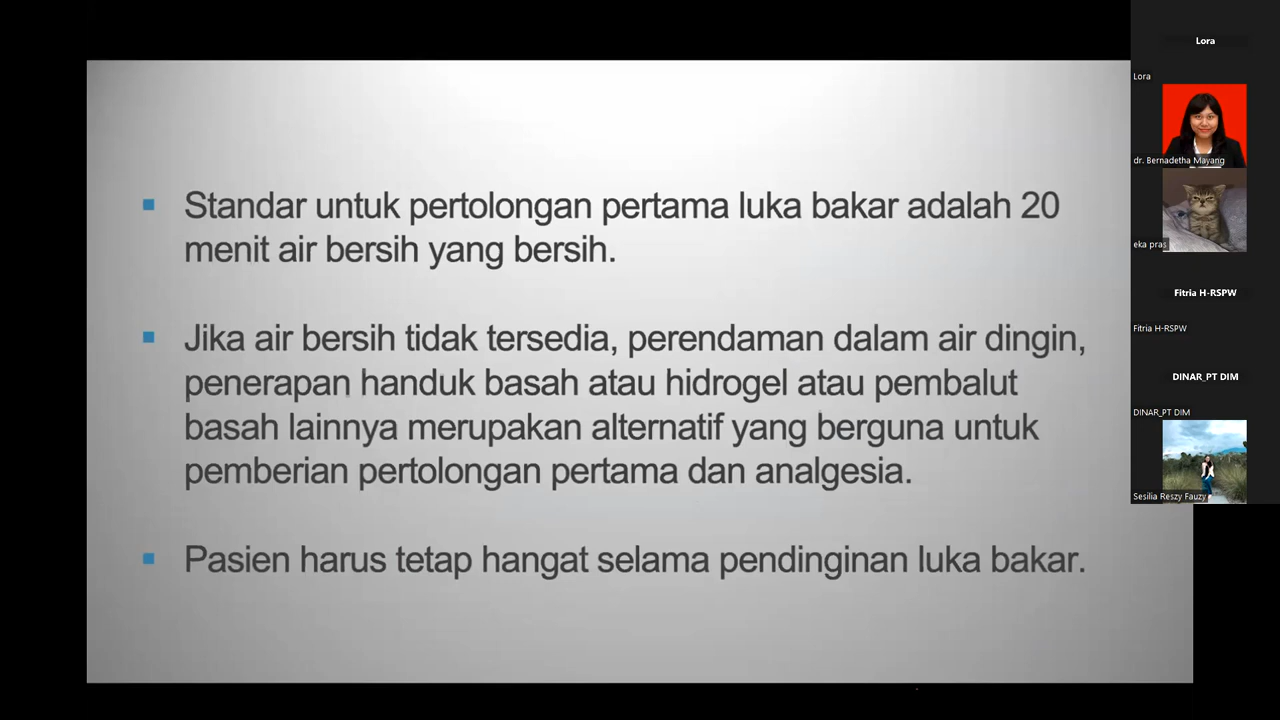 Standar untuk pertolongan pertama luka bakar adalah 20
menit air bersih yang bersih.
Jika air bersih tidak tersedia, perendaman dalam air dingin,
penerapan handuk basah atau hidrogel atau pembalut
basah lainnya merupakan alternatif yang berguna untuk
pemberian pertolongan pertama dan analgesia.
Pasien harus tetap hangat selama pendinginan luka bakar.
Lora
Lora
dr. Bernadetha Mayang
eka pras
Fitria H-RSPW
Fitria H-RSPW
DINAR_PT DIM
DINAR_PT DIM
Sesilia Reszy Fauzy